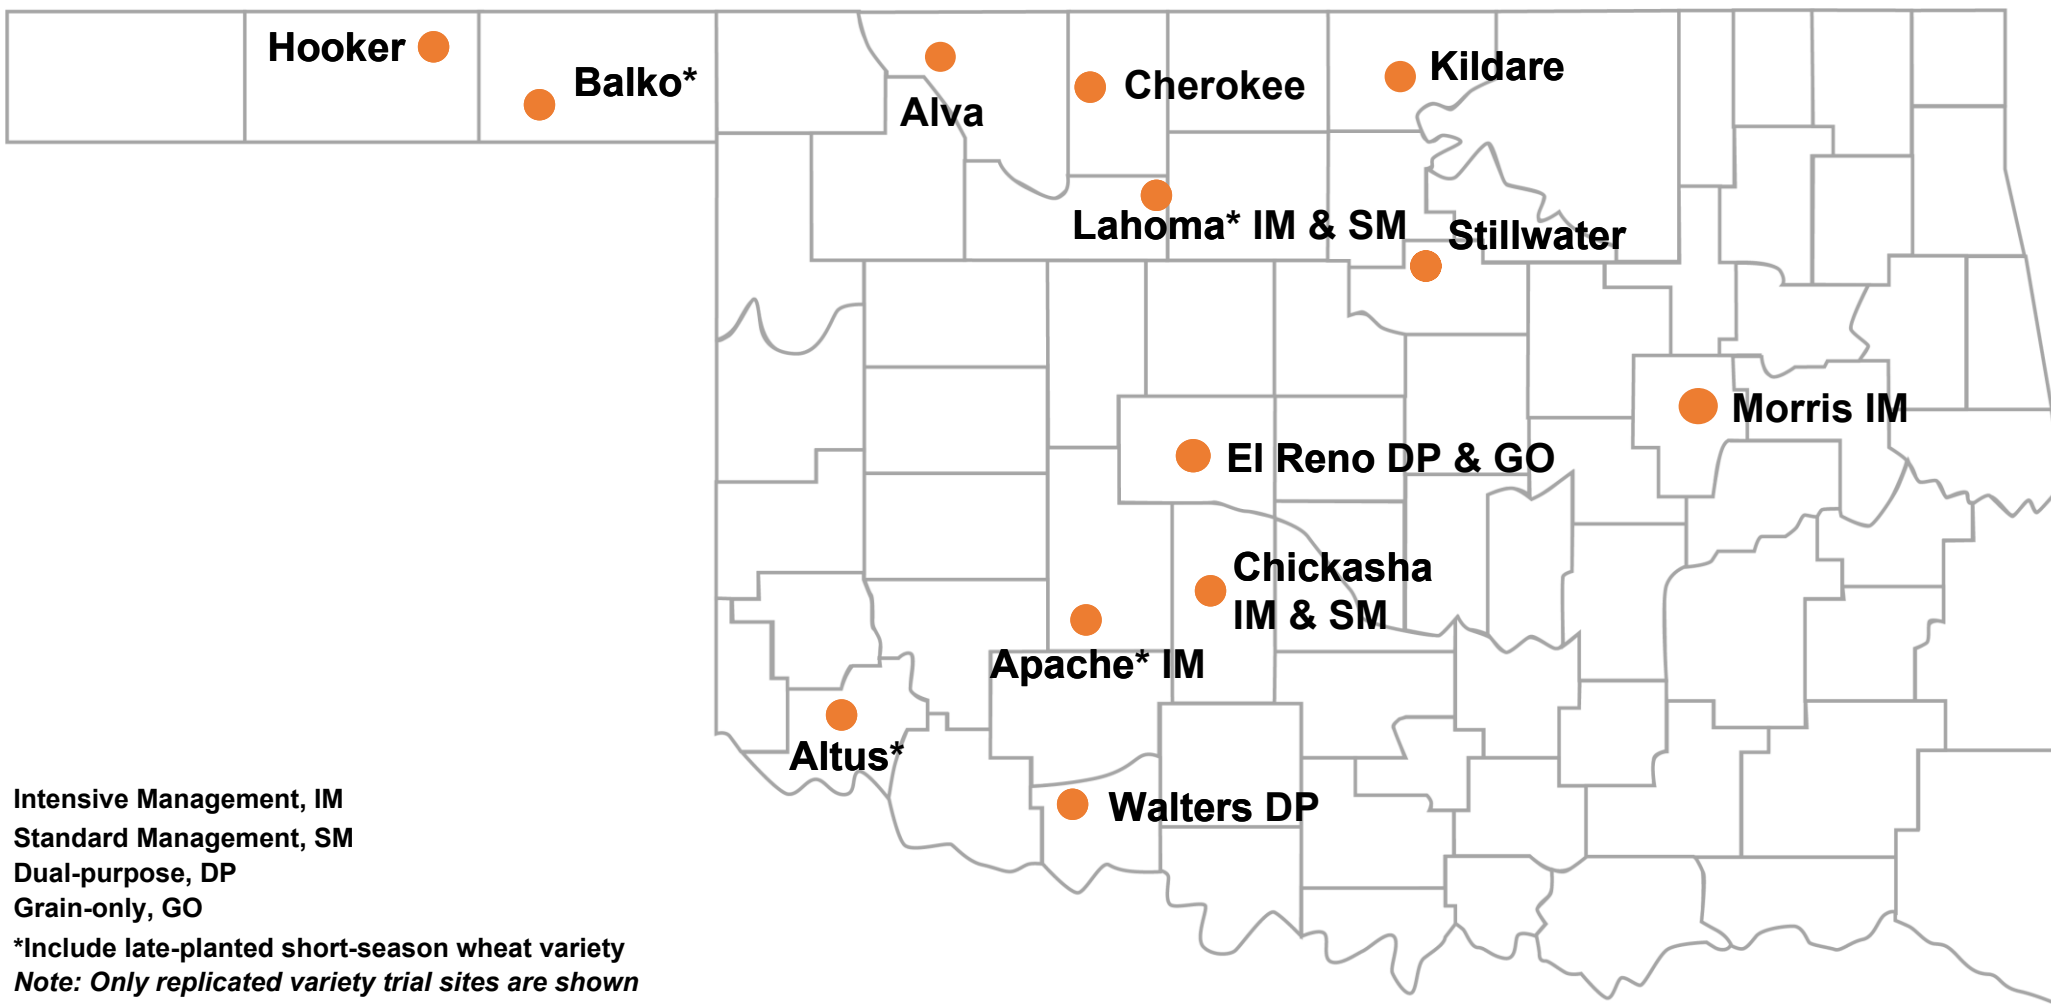 Hooker
Balko*
Alva
Cherokee
Kildare
Lahoma* IM & SM
Stillwater
Morris IM
El Reno DP & GO
Chickasha
IM & SM
Apache* IM
Altus*
Walters DP
Intensive Management, IM
Standard Management, SM
Dual-purpose, DP
Grain-only, GO
*Include late-planted short-season wheat variety
Note: Only replicated variety trial sites are shown